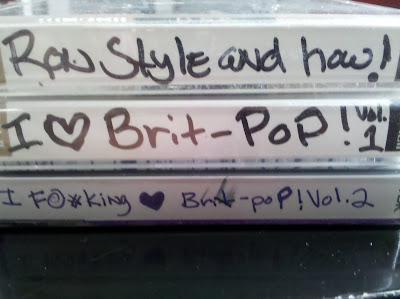 Raw Style and how!
I ♥ Brit-Pop! Vol. 1
I F@*king ♥ Brit-poP! Vol. 2